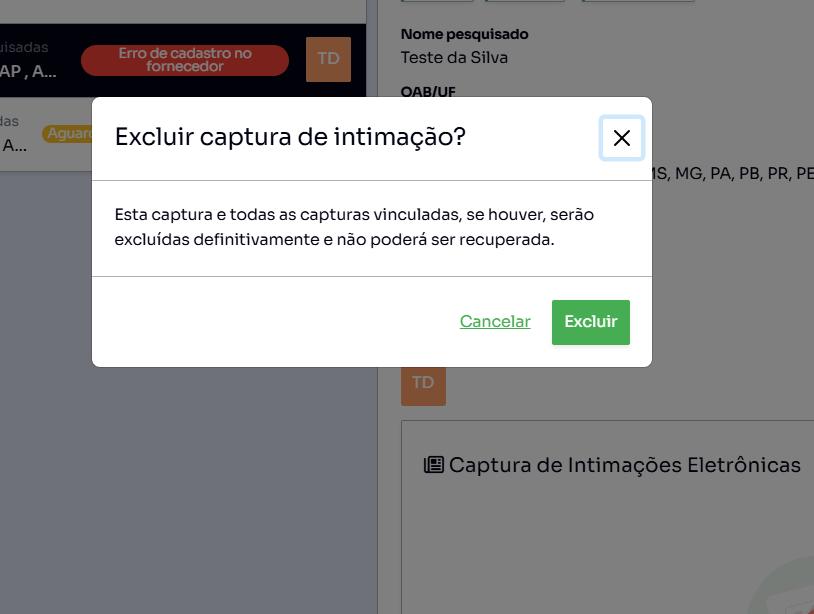 Nome pesquisado
uisadas
Erro de cadastro no
fornecedor
TD
Teste da Silva
AP , A...
OAB/UF
das
Aguard
A...
Excluir captura de intimação?
MS, MG, PA, PB, PR, PE
Esta captura e todas as capturas vinculadas, se houver, serão
excluídas definitivamente e não poderá ser recuperada.
Cancelar
Excluir
TD
Captura de Intimações Eletrônicas